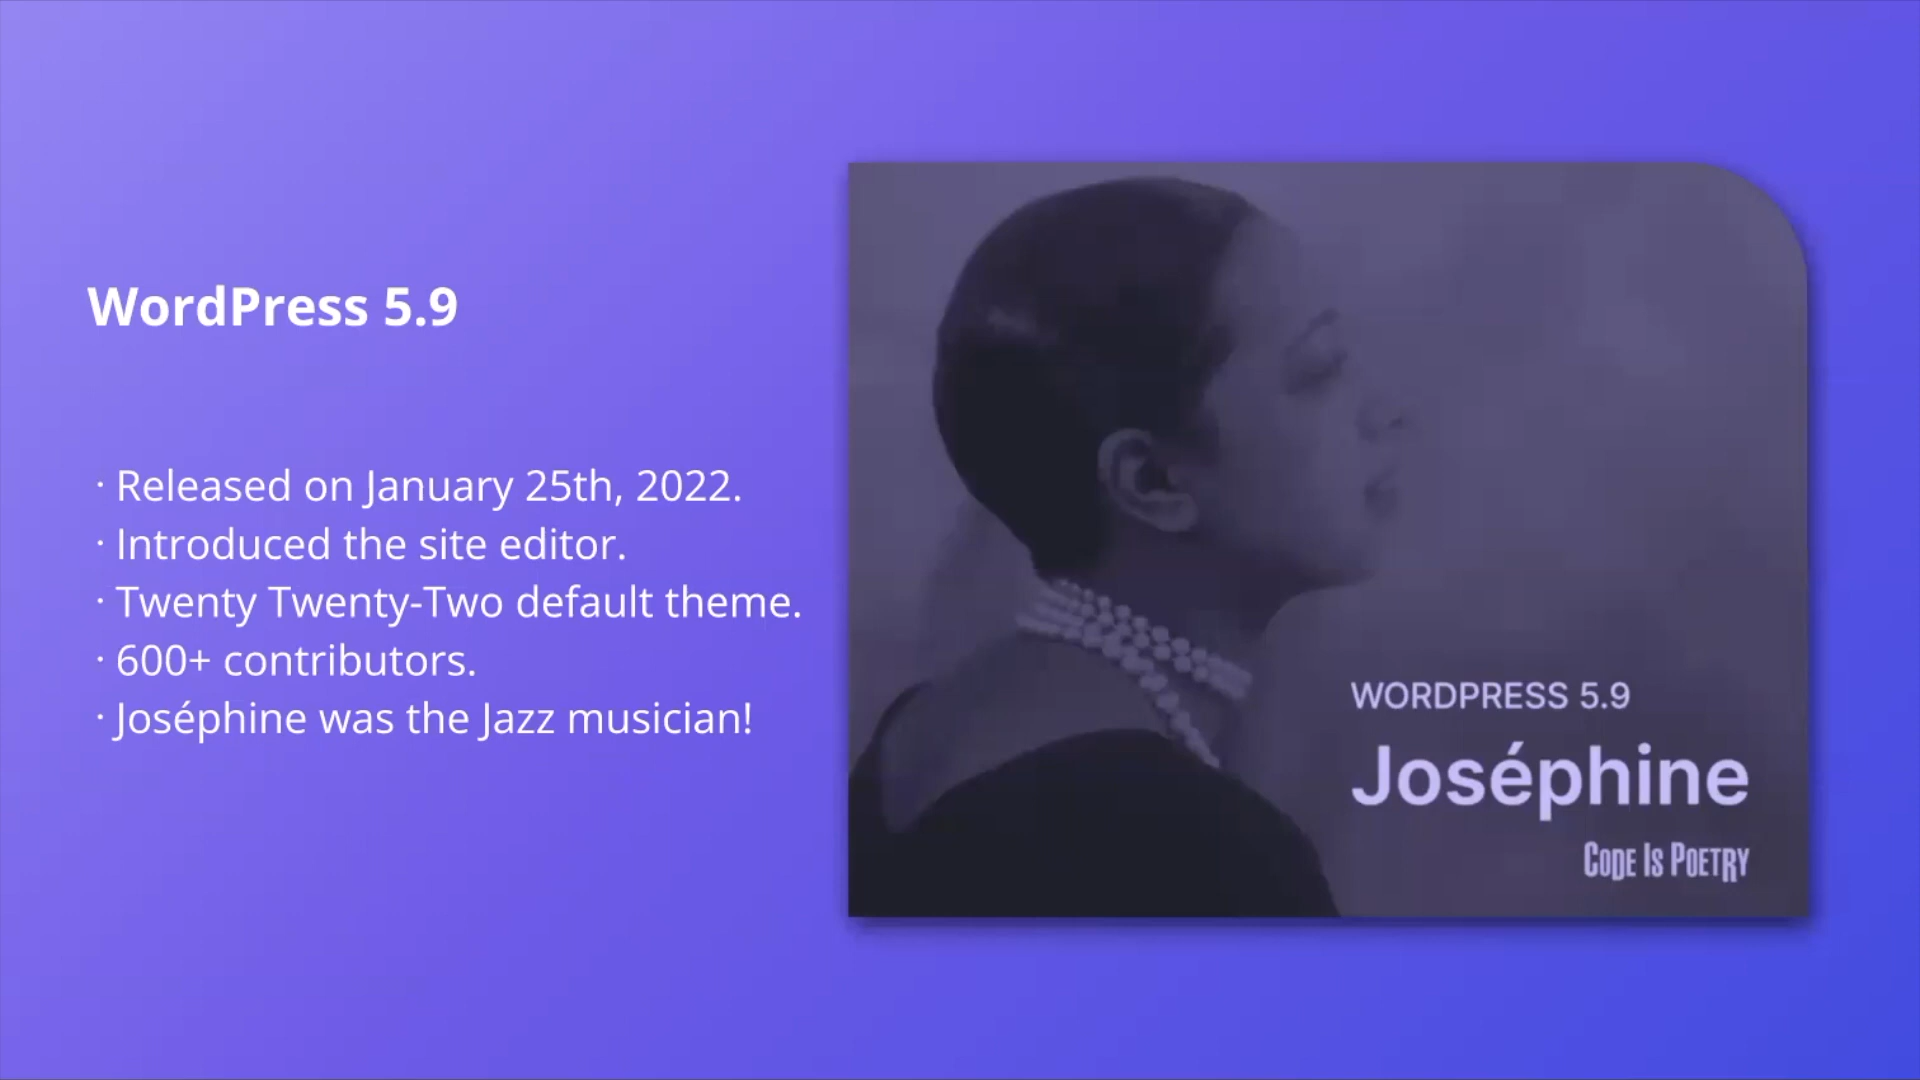 WordPress 5.9
· Released on January 25th, 2022.
· Introduced the site editor.
· Twenty Twenty-Two default theme.
· 600+ contributors.
· Joséphine was the Jazz musician!
WORDPRESS 5.9
Joséphine
CODE IS POETRY